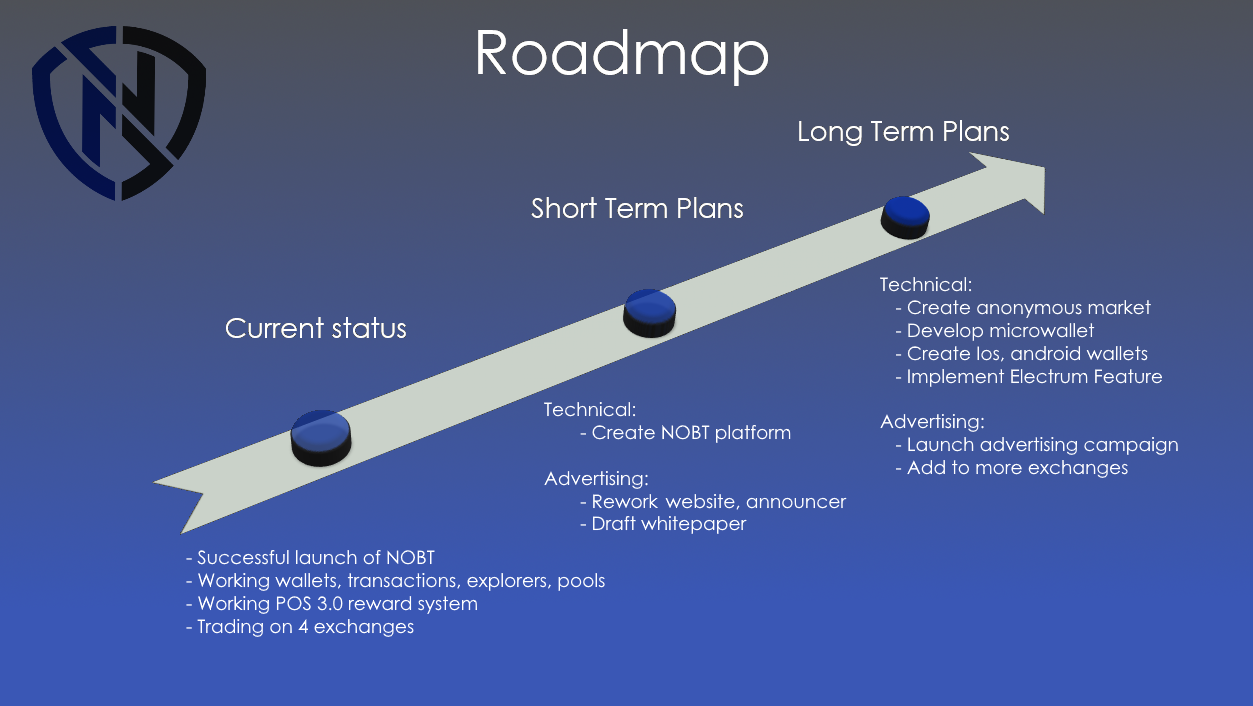 Roadmap
Long Term Plans
Short Term Plans
Current status
Technical:
- Create anonymous market
- Develop microwallet
- Create Ios, android wallets
- Implement Electrum Feature
Advertising:
- Launch advertising campaign
- Add to more exchanges
Technical:
- Create NOBT platform
Advertising:
- Rework website, announcer
- Draft whitepaper
- Successful launch of NOBT
- Working wallets, transactions, explorers, pools
- Working POS 3.0 reward system
- Trading on 4 exchanges